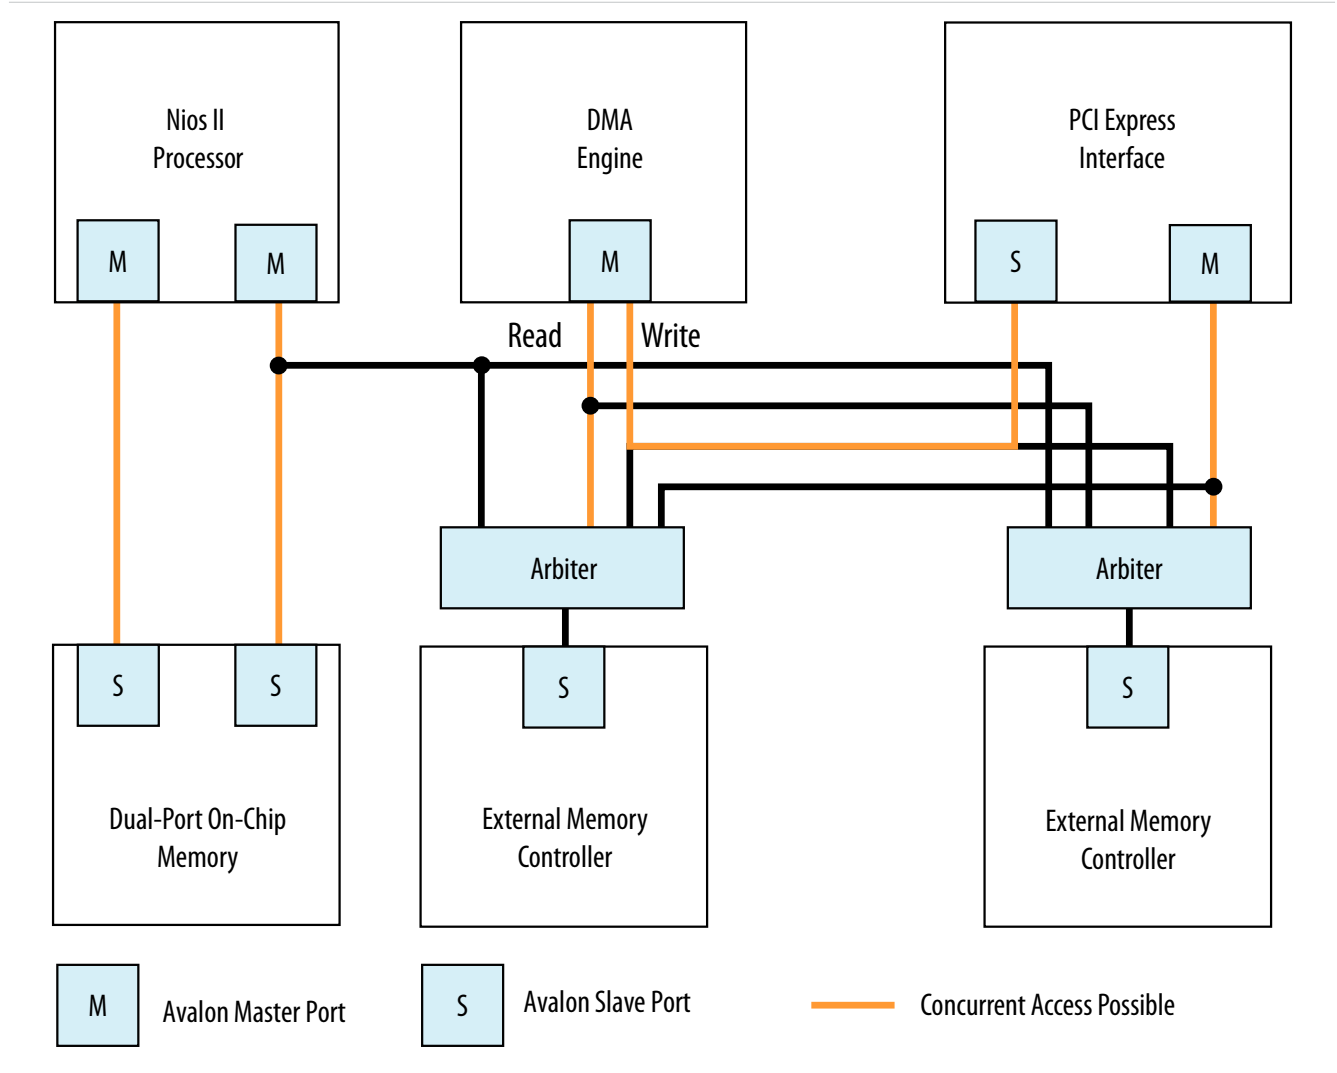 Nios II
Processor
M
M
DMA
Engine
M
PCI Express
Interface
S
M
Read
Write
Arbiter
Arbiter
S
S
Dual-Port On-Chip
Memory
S
External Memory
Controller
S
External Memory
Controller
M
Avalon Master Port
S
Avalon Slave Port
Concurrent Access Possible